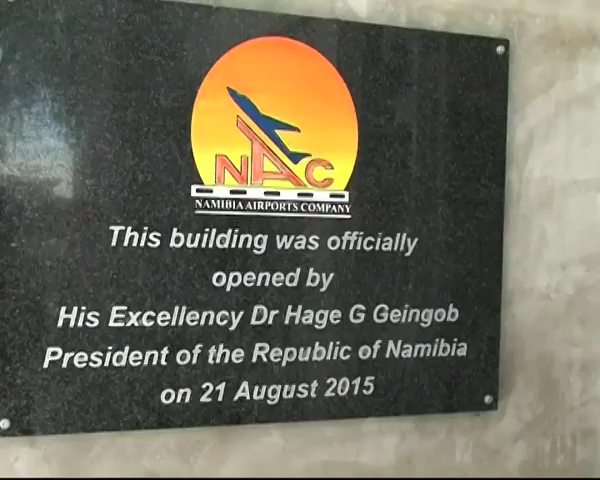 NAC
NAMIBIA AIRPORTS COMPANY
This building was officially
opened by
His Excellency Dr Hage G Geingob
President of the Republic of Namibia
on 21 August 2015